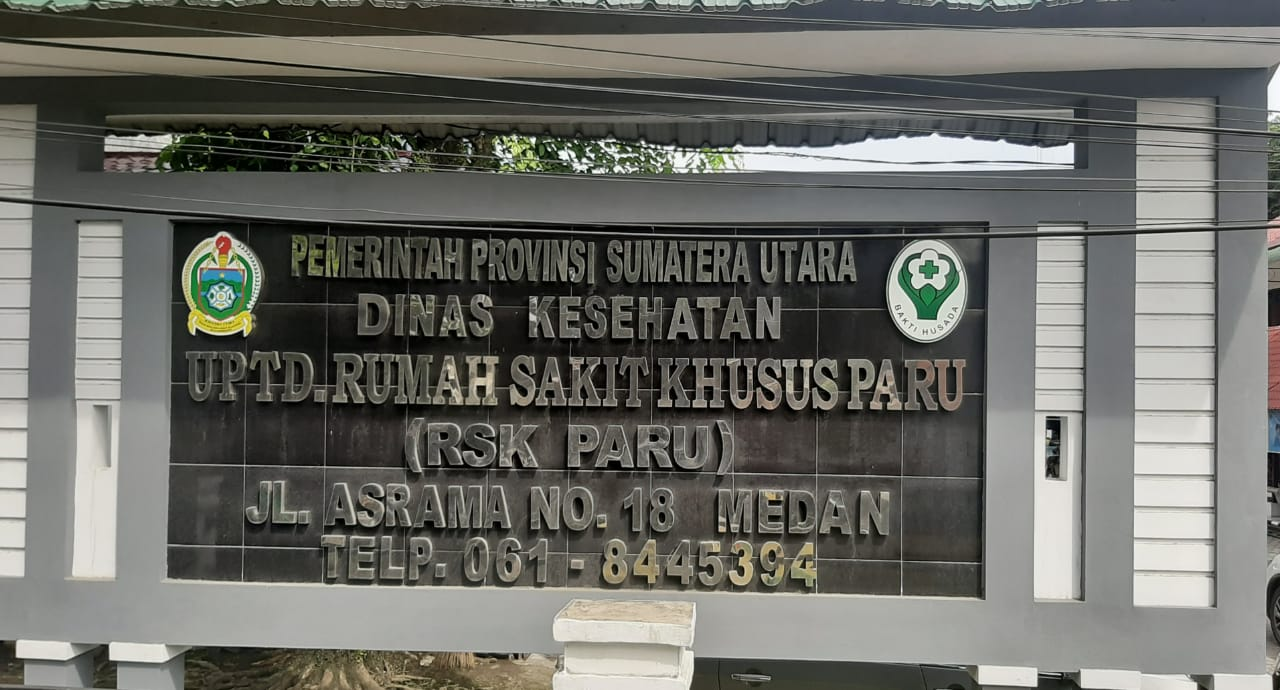 PEMERINTAH PROVINSI SUMATERA UTARA
DINAS KESEHATAN
UPTD. RUMAH SAKIT KHUSUS PARU
(RSK PARU)
JL. ASRAMA NO. 18 MEDAN
TELP. 061 - 8445394
BAKTI HUSADA